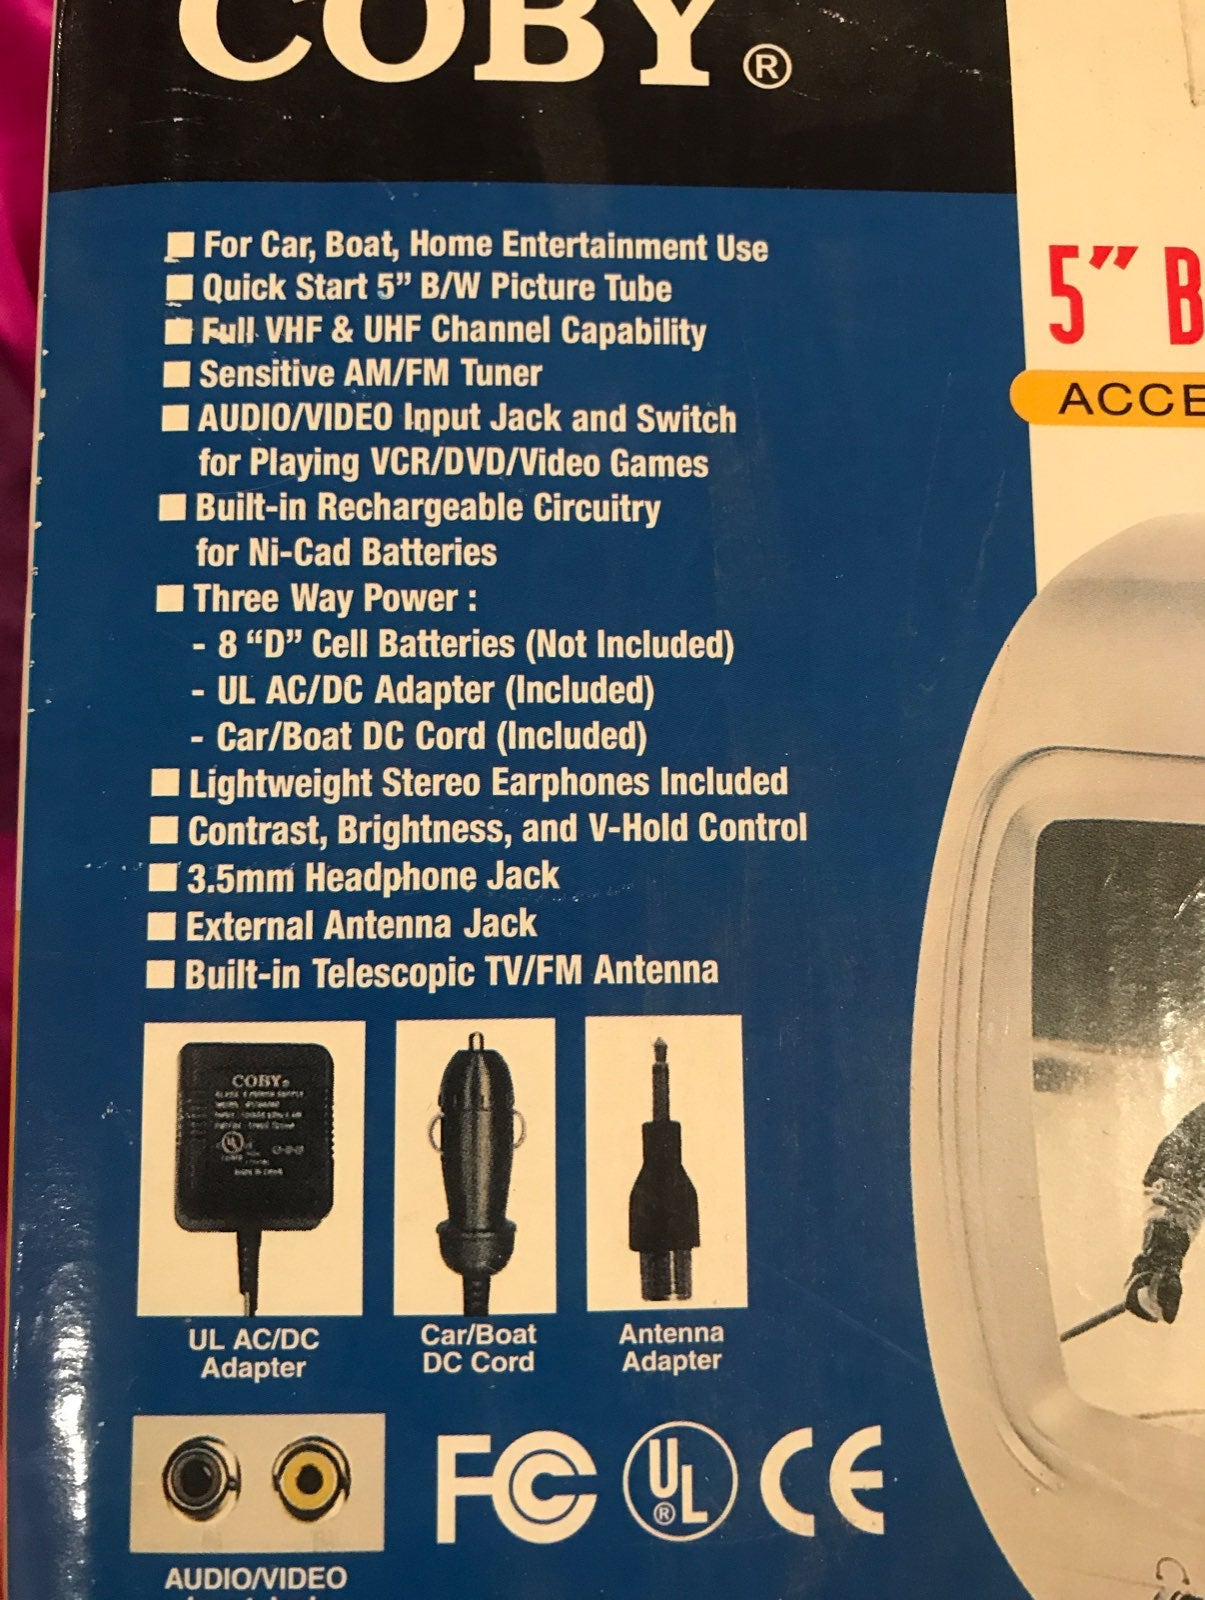 COBY®
■ For Car, Boat, Home Entertainment Use
■ Quick Start 5” B/W Picture Tube
■ Full VHF & UHF Channel Capability
■ Sensitive AM/FM Tuner
■ AUDIO/VIDEO Input Jack and Switch
for Playing VCR/DVD/Video Games
■ Built-in Rechargeable Circuitry
for Ni-Cad Batteries
■ Three Way Power :
- 8 “D” Cell Batteries (Not Included)
- UL AC/DC Adapter (Included)
- Car/Boat DC Cord (Included)
■ Lightweight Stereo Earphones Included
■ Contrast, Brightness, and V-Hold Control
■ 3.5mm Headphone Jack
■ External Antenna Jack
■ Built-in Telescopic TV/FM Antenna
COBY®
UL AC/DC
Adapter
Car/Boat
DC Cord
Antenna
Adapter
AUDIO/VIDEO
FC UL® CE
5” B
ACCE